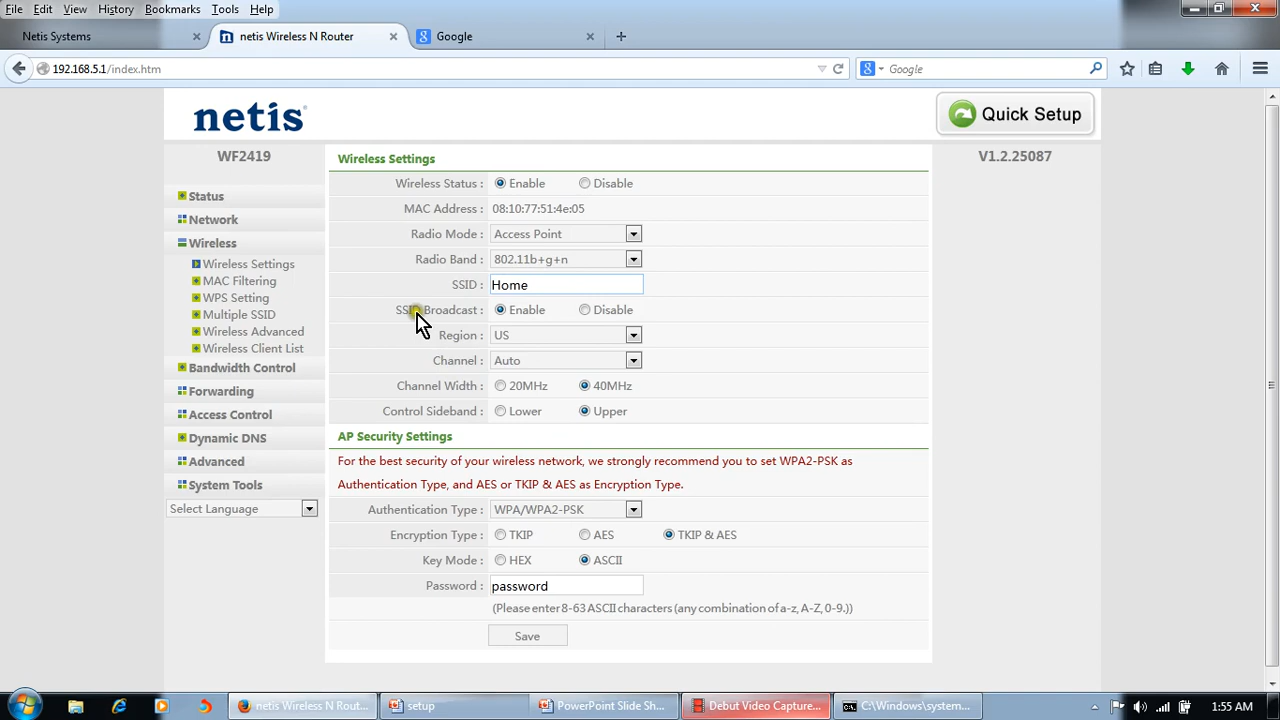 File Edit View History Bookmarks Tools Help
Netis Systems × netis Wireless N Router × Google × +
192.168.5.1/index.htm Google
netis Quick Setup
WF2419
V1.2.25087
Status
Network
Wireless
Wireless Settings
MAC Filtering
WPS Setting
Multiple SSID
Wireless Advanced
Wireless Client List
Bandwidth Control
Forwarding
Access Control
Dynamic DNS
Advanced
System Tools
Select Language
Wireless Settings
Wireless Status : Enable Disable
MAC Address : 08:10:77:51:4e:05
Radio Mode : Access Point
Radio Band : 802.11b+g+n
SSID : Home
SSID Broadcast : Enable Disable
Region : US
Channel : Auto
Channel Width : 20MHz 40MHz
Control Sideband : Lower Upper
AP Security Settings
For the best security of your wireless network, we strongly recommend you to set WPA2-PSK as
Authentication Type, and AES or TKIP & AES as Encryption Type.
Authentication Type : WPA/WPA2-PSK
Encryption Type : TKIP AES TKIP & AES
Key Mode : HEX ASCII
Password : password
(Please enter 8-63 ASCII characters (any combination of a-z, A-Z, 0-9.))
Save
netis Wireless N Rout... setup PowerPoint Slide Sh... Debut Video Capture... C:\Windows\system... 1:55 AM